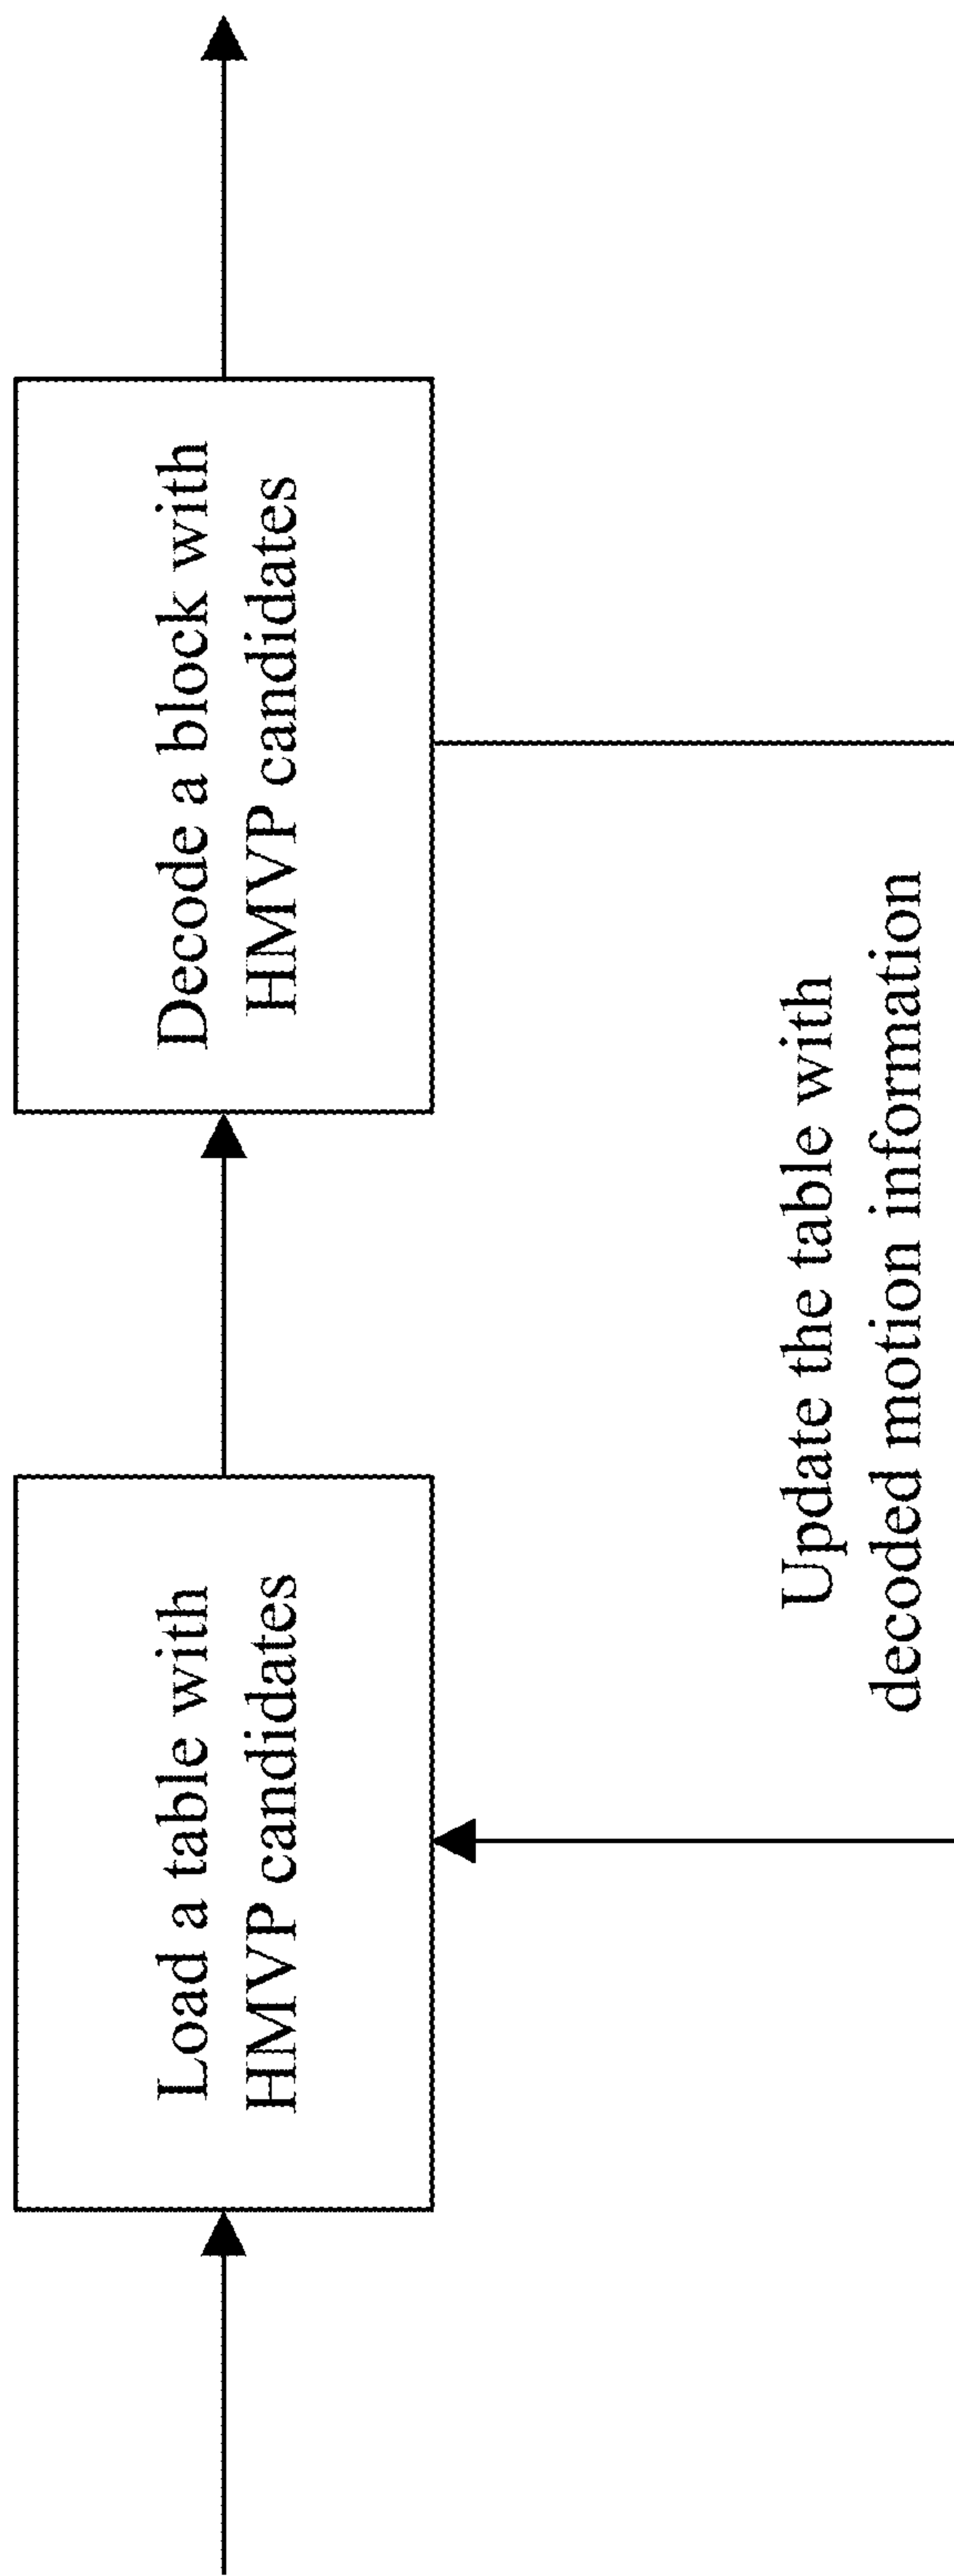 Load a table with
HMVP candidates
Decode a block with
HMVP candidates
Update the table with
decoded motion information